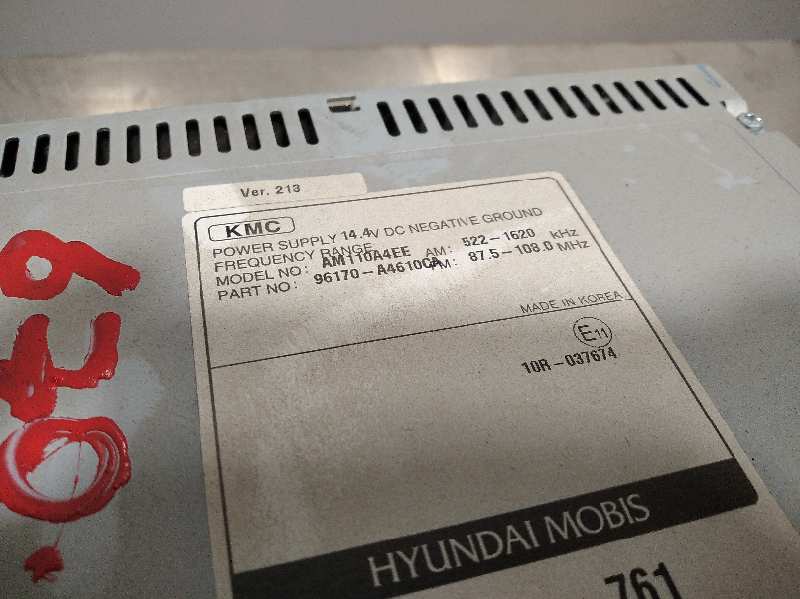 Ver. 213
KMC
POWER SUPPLY 14.4V DC NEGATIVE GROUND
FREQUENCY RANGE AM: 522-1620 KHz
MODEL NO: AM110A4EE FM: 87.5-108.0 MHz
PART NO: 96170-A4610CA
MADE IN KOREA
E11
10R-037674
HYUNDAI MOBIS
761